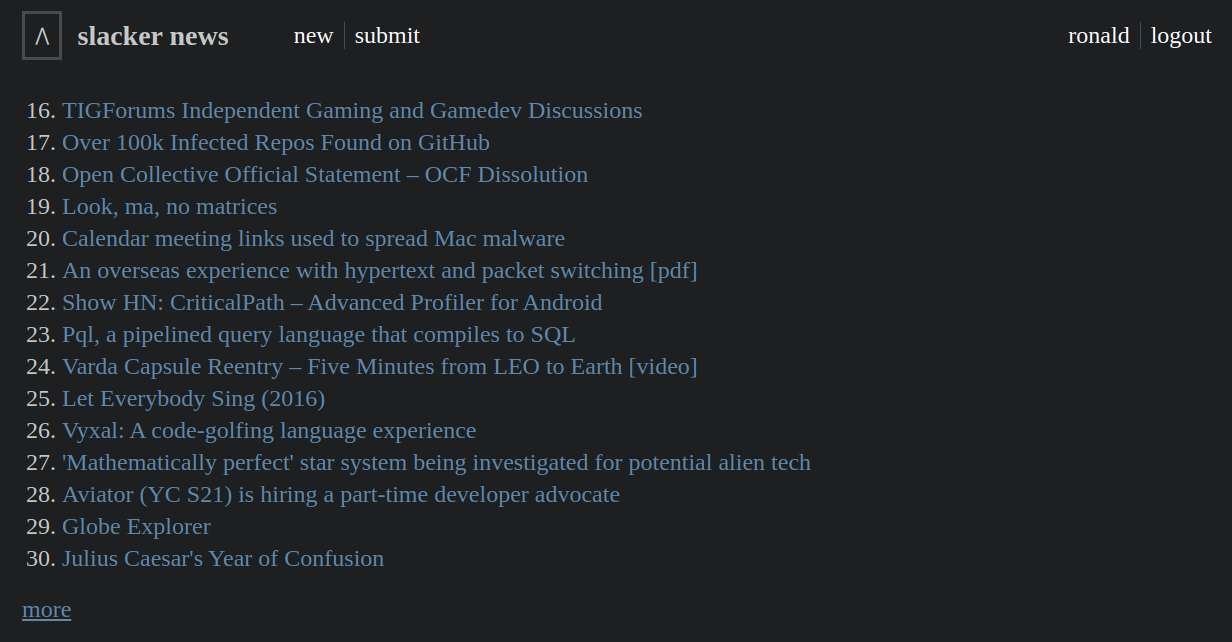 Λ slacker news new submit ronald logout
16. TIGForums Independent Gaming and Gamedev Discussions
17. Over 100k Infected Repos Found on GitHub
18. Open Collective Official Statement – OCF Dissolution
19. Look, ma, no matrices
20. Calendar meeting links used to spread Mac malware
21. An overseas experience with hypertext and packet switching [pdf]
22. Show HN: CriticalPath – Advanced Profiler for Android
23. Pql, a pipelined query language that compiles to SQL
24. Varda Capsule Reentry – Five Minutes from LEO to Earth [video]
25. Let Everybody Sing (2016)
26. Vyxal: A code-golfing language experience
27. 'Mathematically perfect' star system being investigated for potential alien tech
28. Aviator (YC S21) is hiring a part-time developer advocate
29. Globe Explorer
30. Julius Caesar's Year of Confusion
more